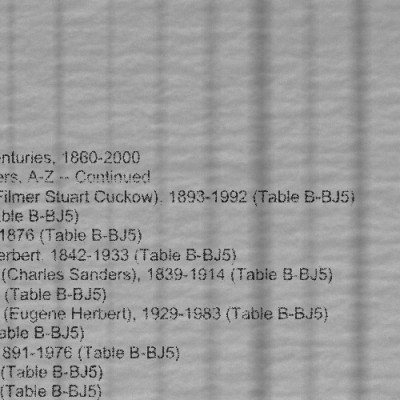 enturies, 1860-2000
ers, A-Z -- Continued
Filmer Stuart Cuckow). 1893-1992 (Table B-BJ5)
ble B-BJ5)
1876 (Table B-BJ5)
erbert. 1842-1933 (Table B-BJ5)
(Charles Sanders), 1839-1914 (Table B-BJ5)
(Table B-BJ5)
(Eugene Herbert), 1929-1983 (Table B-BJ5)
able B-BJ5)
891-1976 (Table B-BJ5)
(Table B-BJ5)
(Table B-BJ5)